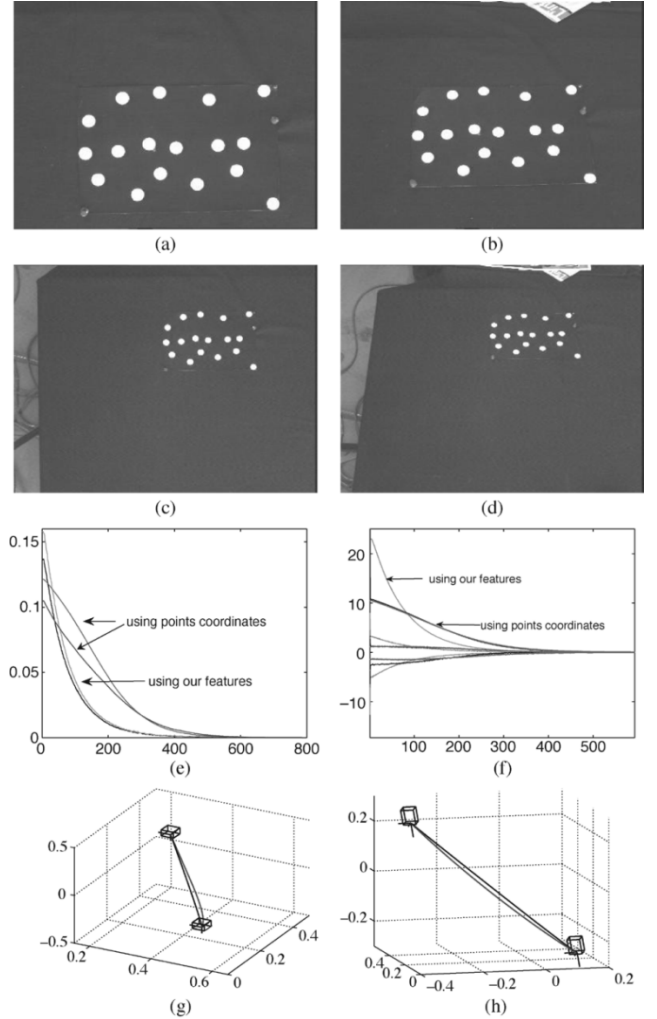 (a)
(b)
(c)
(d)
0.15
0.1
0.05
0
using points coordinates
using our features
0 200 400 600 800
(e)
20
10
0
−10
using our features
using points coordinates
100 200 300 400 500
(f)
0.5
0
−0.5
0.2
0.4
0.6
0
0.2
0.4
(g)
0.2
0
−0.2
0.4
0.2
0
−0.4
−0.2
0
0.2
(h)